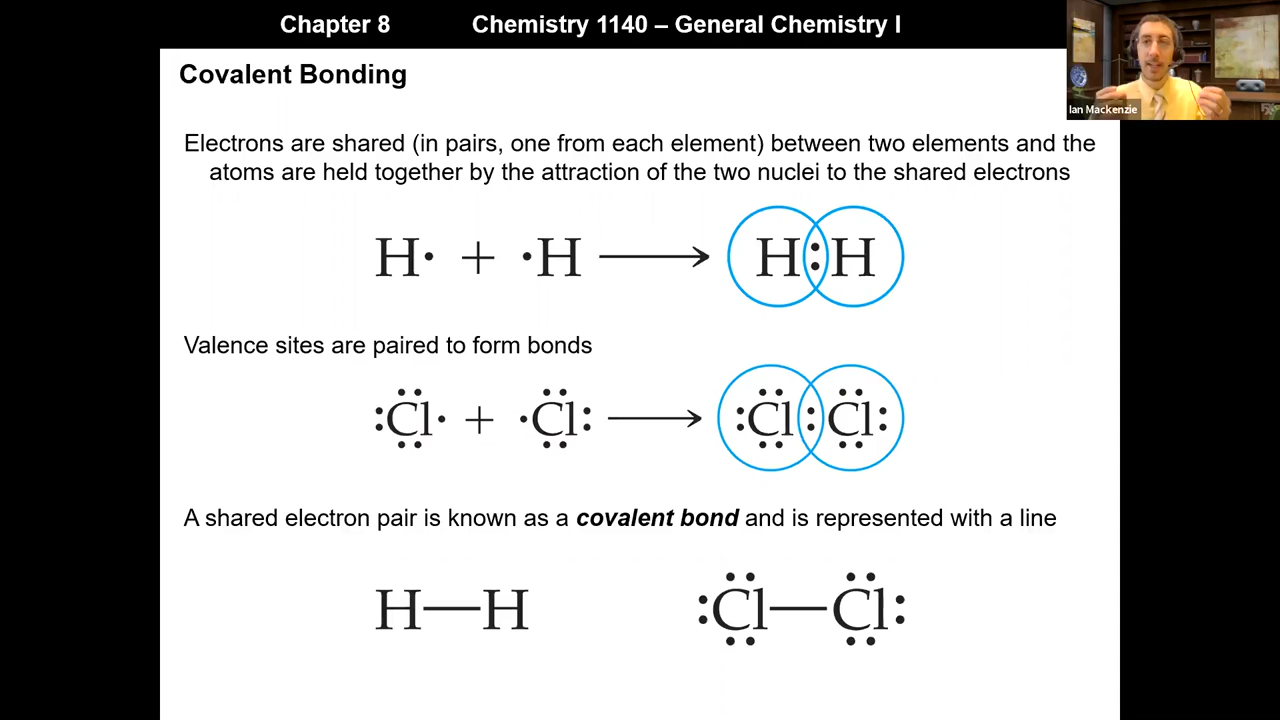 Chapter 8 Chemistry 1140 – General Chemistry I
Ian Mackenzie
Covalent Bonding
Electrons are shared (in pairs, one from each element) between two elements and the
atoms are held together by the attraction of the two nuclei to the shared electrons
H· + ·H ⟶ H:H
Valence sites are paired to form bonds
:Cl· + ·Cl: ⟶ :Cl:Cl:
A shared electron pair is known as a covalent bond and is represented with a line
H—H :Cl—Cl: